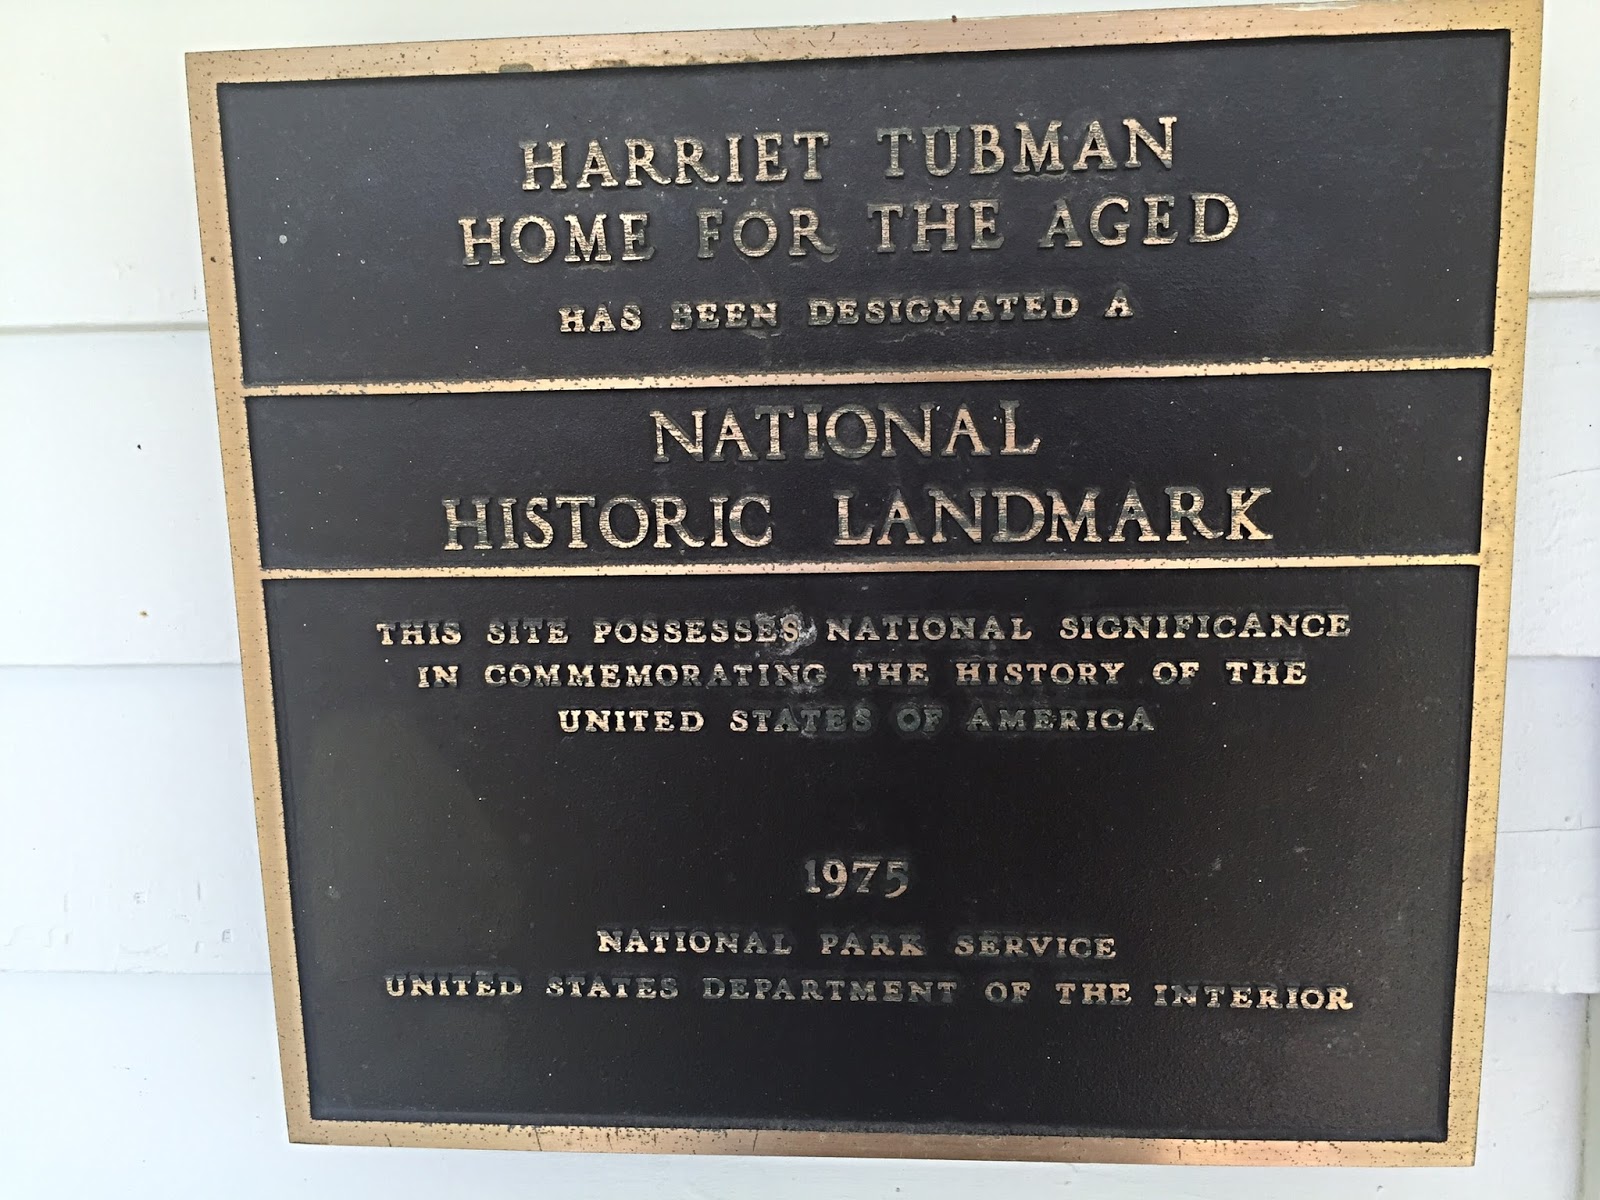 HARRIET TUBMAN
HOME FOR THE AGED
HAS BEEN DESIGNATED A
NATIONAL
HISTORIC LANDMARK
THIS SITE POSSESSES NATIONAL SIGNIFICANCE
IN COMMEMORATING THE HISTORY OF THE
UNITED STATES OF AMERICA
1975
NATIONAL PARK SERVICE
UNITED STATES DEPARTMENT OF THE INTERIOR